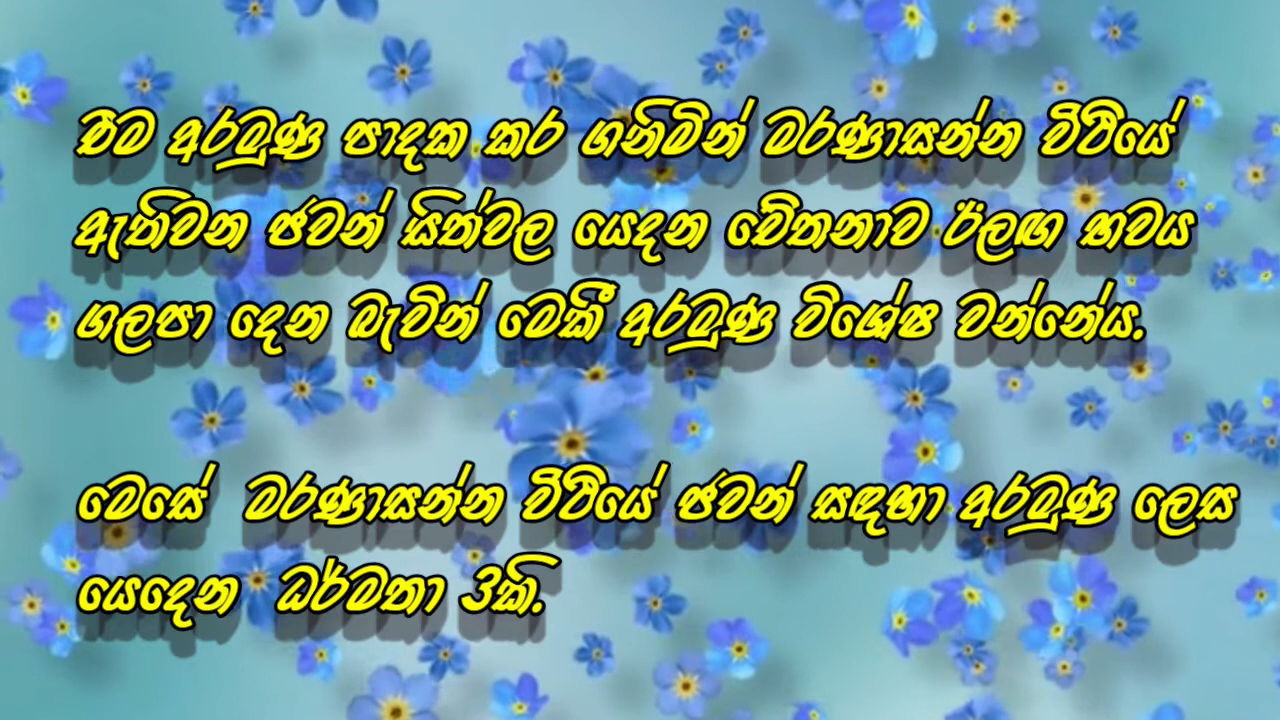 එම අරමුණ පාදක කර ගනිමින් මරණාසන්න විථියේ
ඇතිවන ජවන් සිත්වල යෙදෙන චේතනාව ඊලඟ භවය
ගලපා දෙන බැවින් මෙකී අරමුණ විශේෂ වන්නේය.
මෙසේ මරණාසන්න විථියේ ජවන් සඳහා අරමුණ ලෙස
යෙදෙන ධර්මතා 3කි.